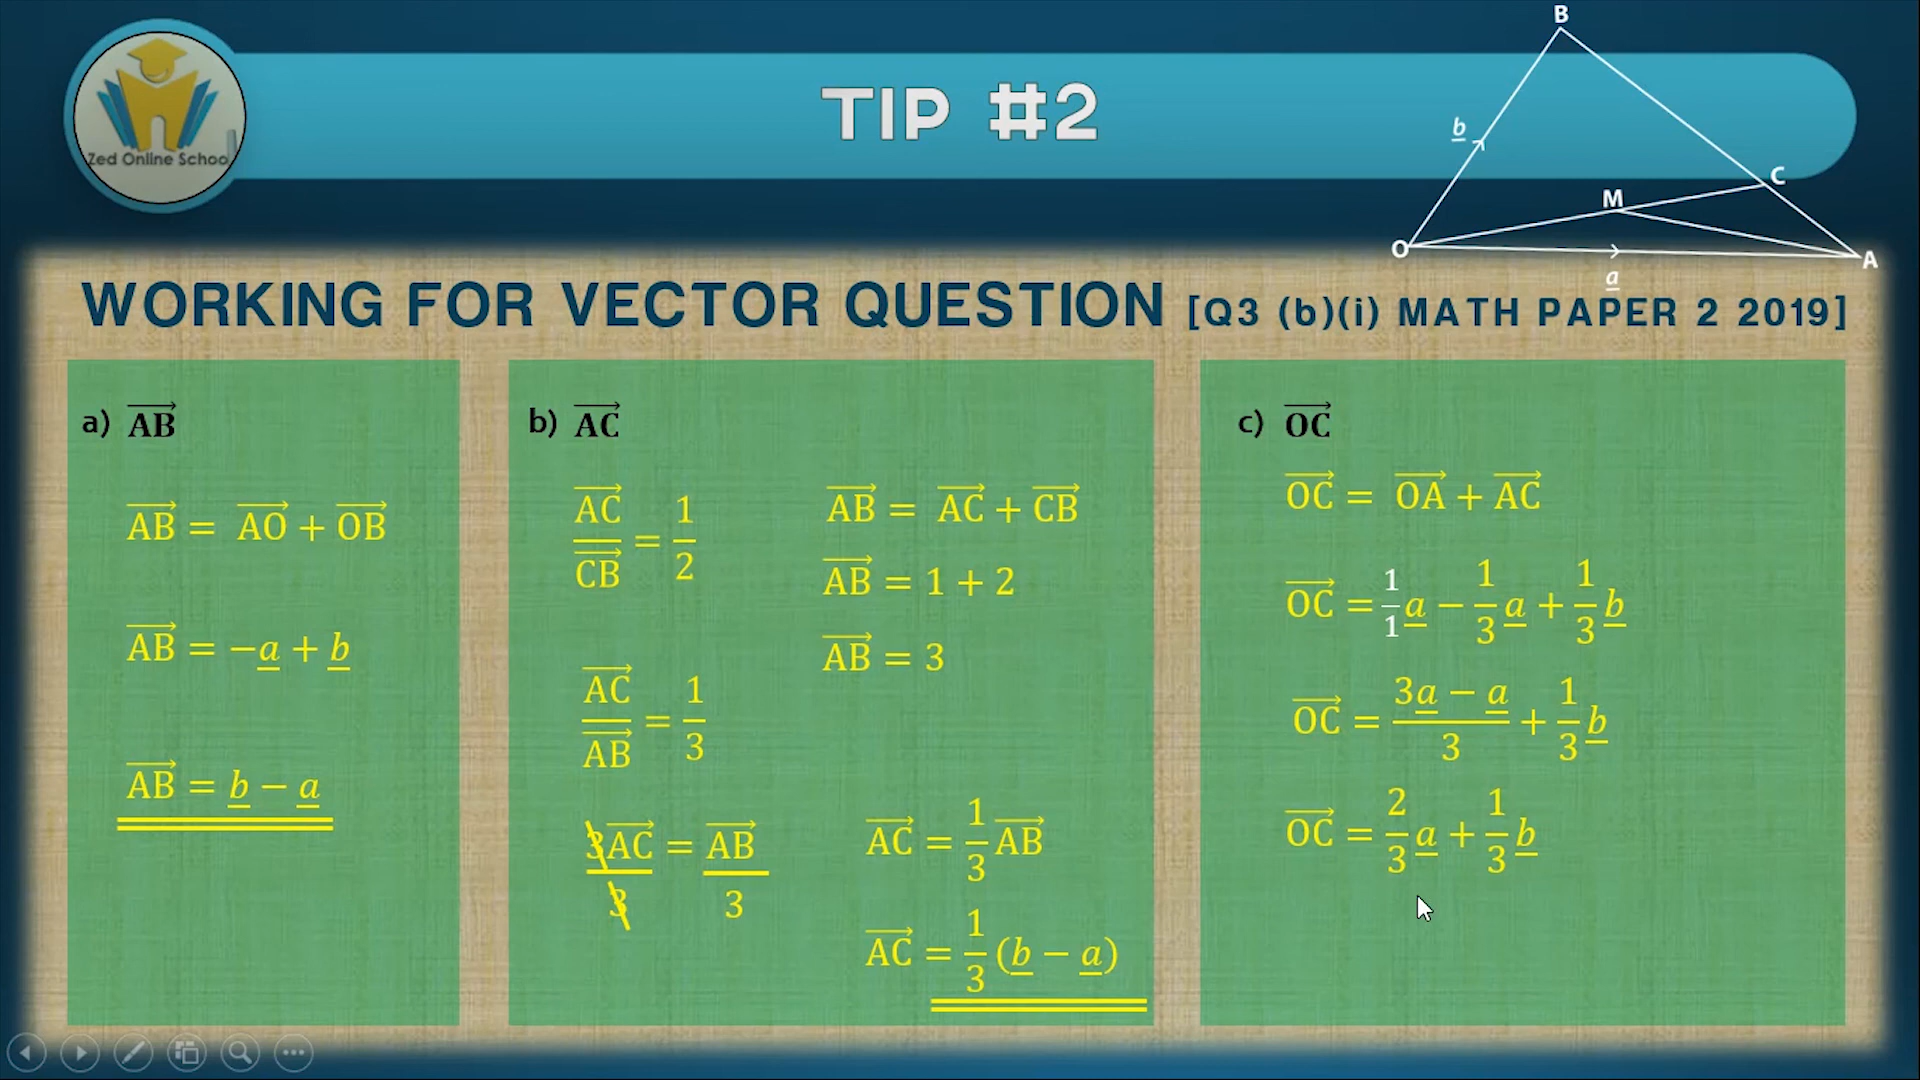 Zed Online School
TIP #2
B
b
C
M
O
A
a
WORKING FOR VECTOR QUESTION [Q3 (b)(i) MATH PAPER 2 2019]
a) AB
AB = AO + OB
AB = −a + b
AB = b − a
b) AC
AC/CB = 1/2
AC/AB = 1/3
3AC/3 = AB/3
AB = AC + CB
AB = 1 + 2
AB = 3
AC = 1/3 AB
AC = 1/3 (b − a)
c) OC
OC = OA + AC
OC = 1/1 a − 1/3 a + 1/3 b
OC = 3a − a/3 + 1/3 b
OC = 2/3 a + 1/3 b